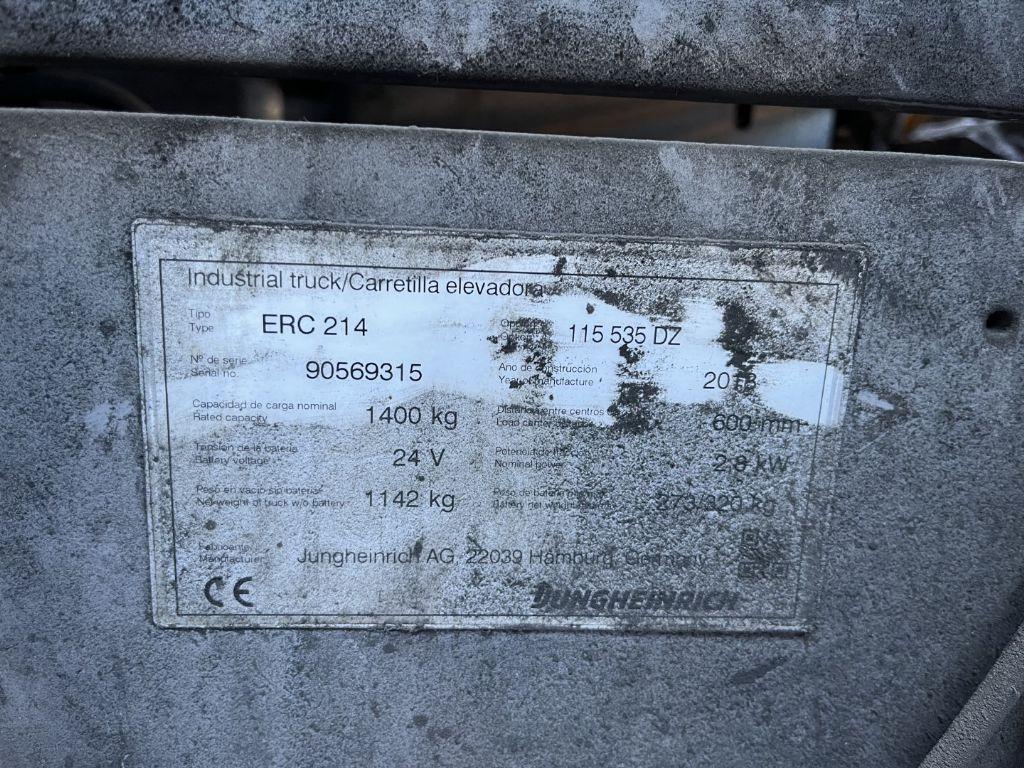 Industrial truck/Carretilla elevadora
Tipo
Type
ERC 214
115 535 DZ
Nº de serie
Serial no.
90569315
Año de construcción
Year of manufacture
Capacidad de carga nominal
Rated capacity
1400 kg
Distancia entre centros
Load center distance
600 mm
Tensión de la batería
Battery voltage
24 V
Nominal power
2,8 kW
Peso en vacío sin batería
Net weight of truck w/o battery
1142 kg
Peso de batería
Battery net weight
kg
Fabricante
Manufacturer
Jungheinrich AG, 22039 Hamburg, Germany
CE
JUNGHEINRICH